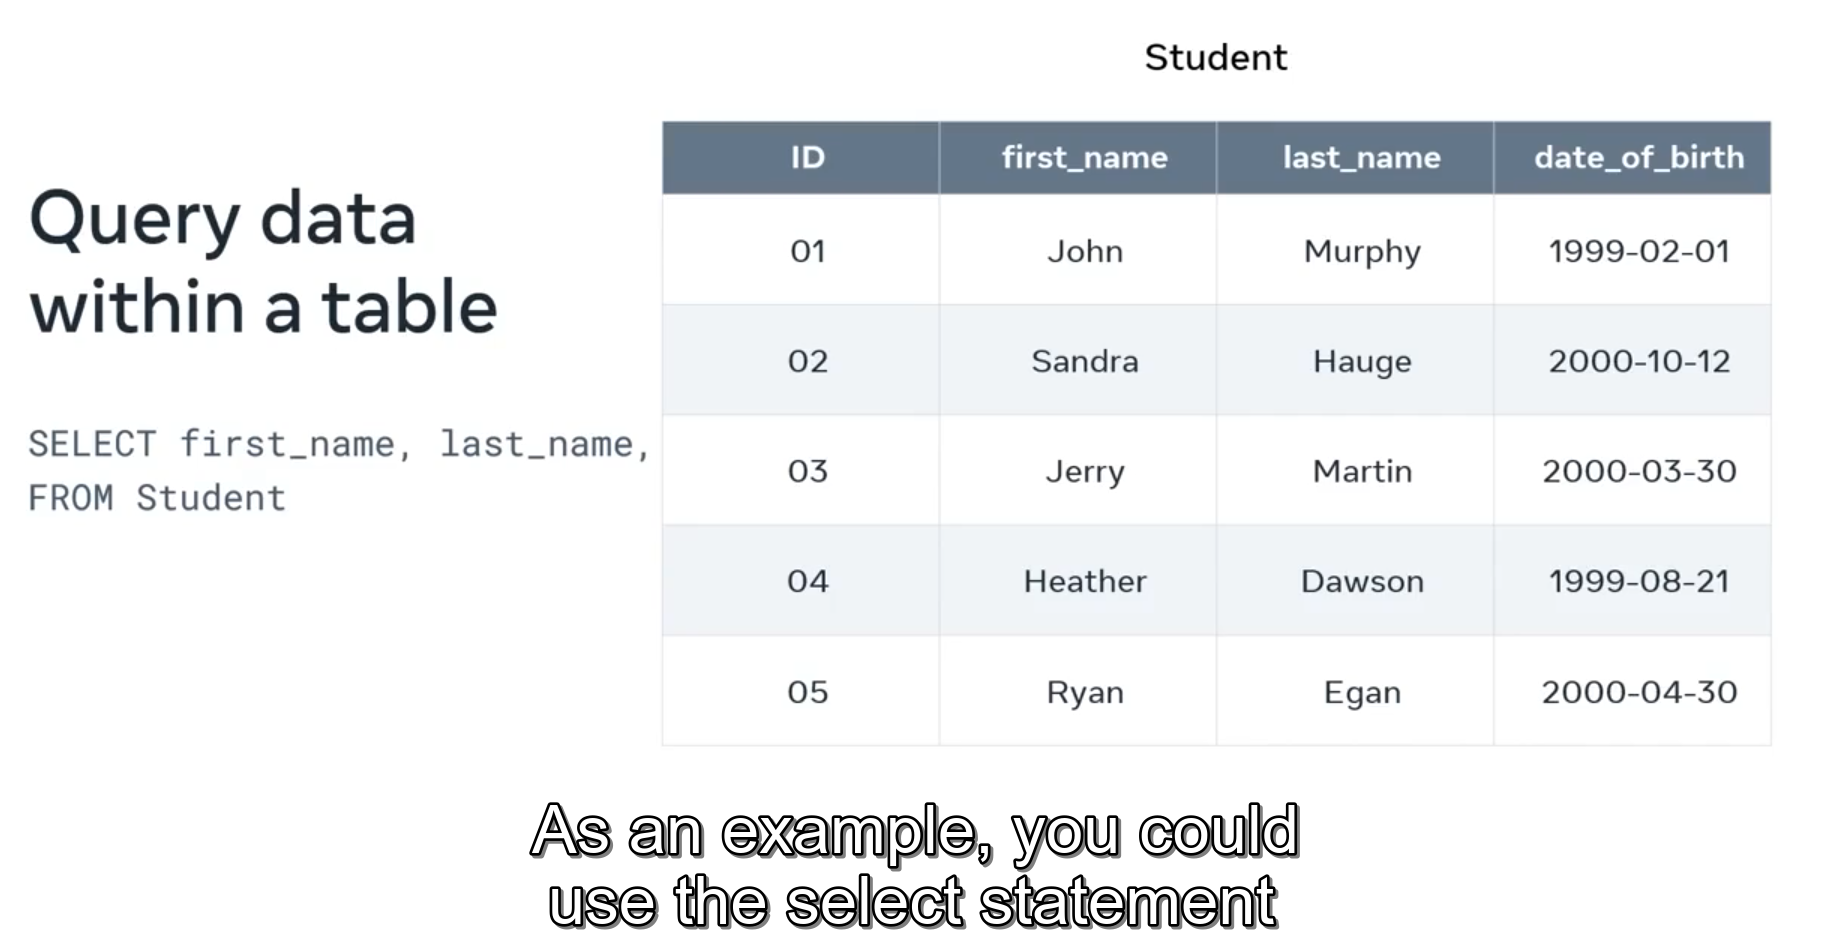 Student
Query data
within a table
SELECT first_name, last_name,
FROM Student
ID first_name last_name date_of_birth
01 John Murphy 1999-02-01
02 Sandra Hauge 2000-10-12
03 Jerry Martin 2000-03-30
04 Heather Dawson 1999-08-21
05 Ryan Egan 2000-04-30
As an example, you could
use the select statement